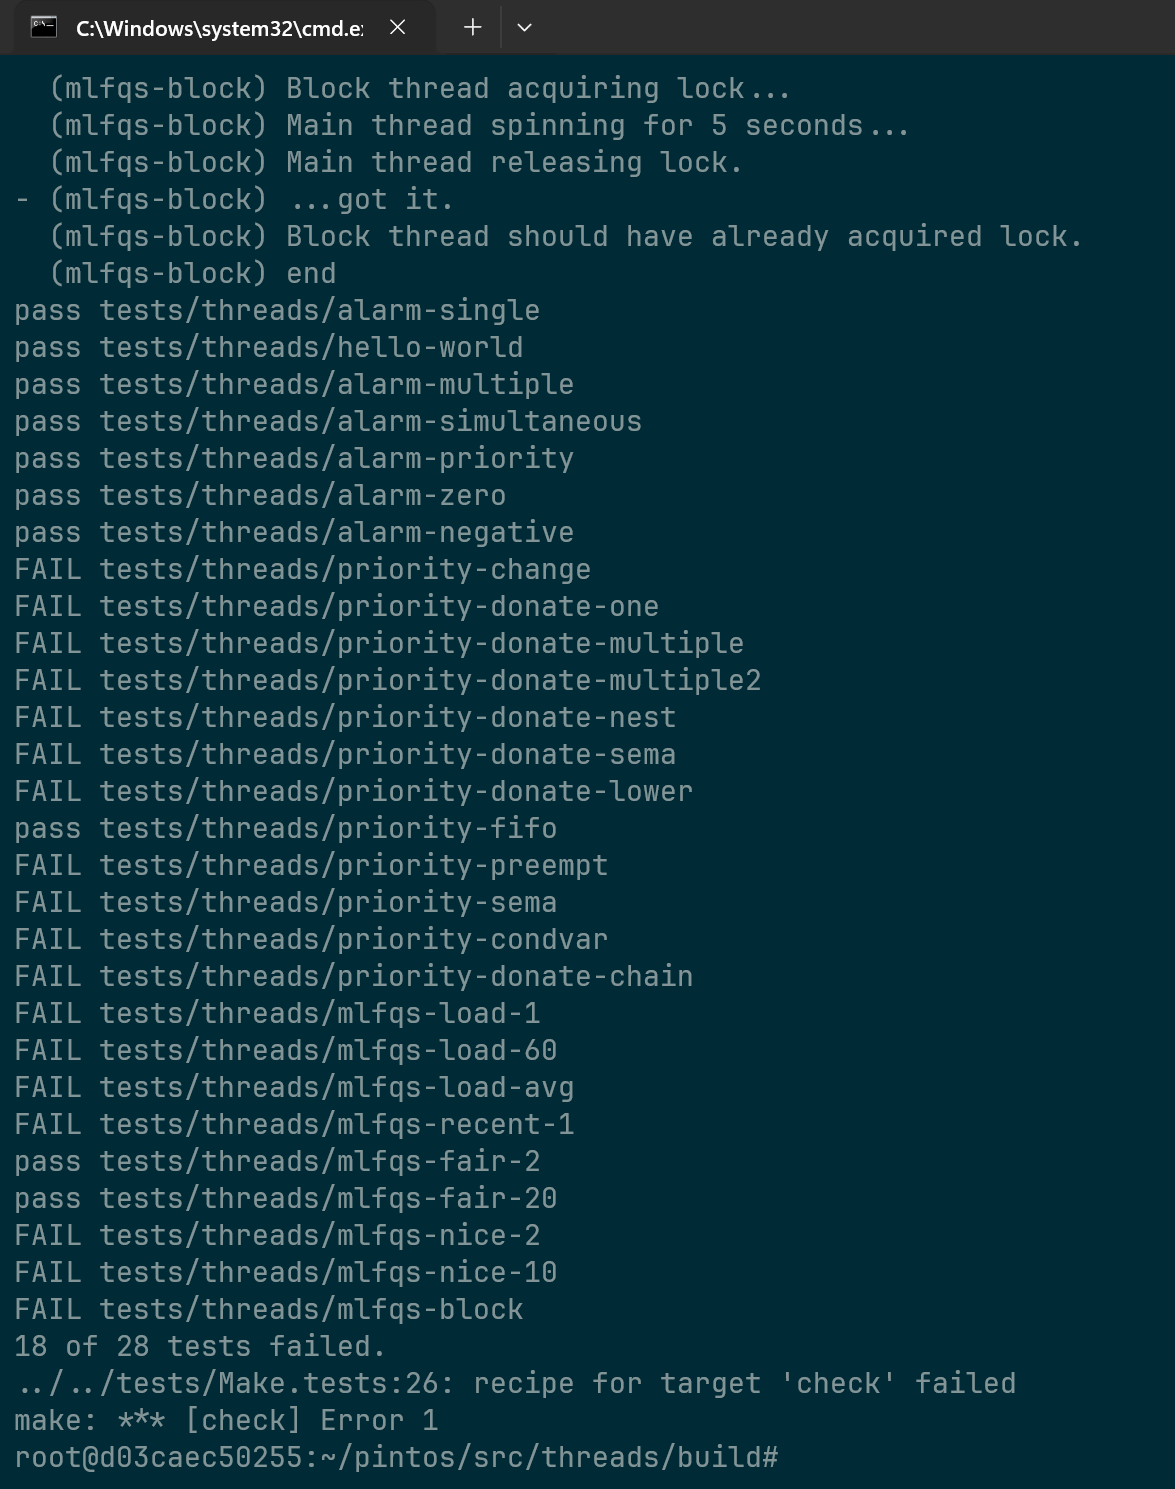 C:\Windows\system32\cmd.e
(mlfqs-block) Block thread acquiring lock...
(mlfqs-block) Main thread spinning for 5 seconds...
(mlfqs-block) Main thread releasing lock.
- (mlfqs-block) ...got it.
(mlfqs-block) Block thread should have already acquired lock.
(mlfqs-block) end
pass tests/threads/alarm-single
pass tests/threads/hello-world
pass tests/threads/alarm-multiple
pass tests/threads/alarm-simultaneous
pass tests/threads/alarm-priority
pass tests/threads/alarm-zero
pass tests/threads/alarm-negative
FAIL tests/threads/priority-change
FAIL tests/threads/priority-donate-one
FAIL tests/threads/priority-donate-multiple
FAIL tests/threads/priority-donate-multiple2
FAIL tests/threads/priority-donate-nest
FAIL tests/threads/priority-donate-sema
FAIL tests/threads/priority-donate-lower
pass tests/threads/priority-fifo
FAIL tests/threads/priority-preempt
FAIL tests/threads/priority-sema
FAIL tests/threads/priority-condvar
FAIL tests/threads/priority-donate-chain
FAIL tests/threads/mlfqs-load-1
FAIL tests/threads/mlfqs-load-60
FAIL tests/threads/mlfqs-load-avg
FAIL tests/threads/mlfqs-recent-1
pass tests/threads/mlfqs-fair-2
pass tests/threads/mlfqs-fair-20
FAIL tests/threads/mlfqs-nice-2
FAIL tests/threads/mlfqs-nice-10
FAIL tests/threads/mlfqs-block
18 of 28 tests failed.
../../tests/Make.tests:26: recipe for target 'check' failed
make: *** [check] Error 1
root@d03caec50255:~/pintos/src/threads/build#